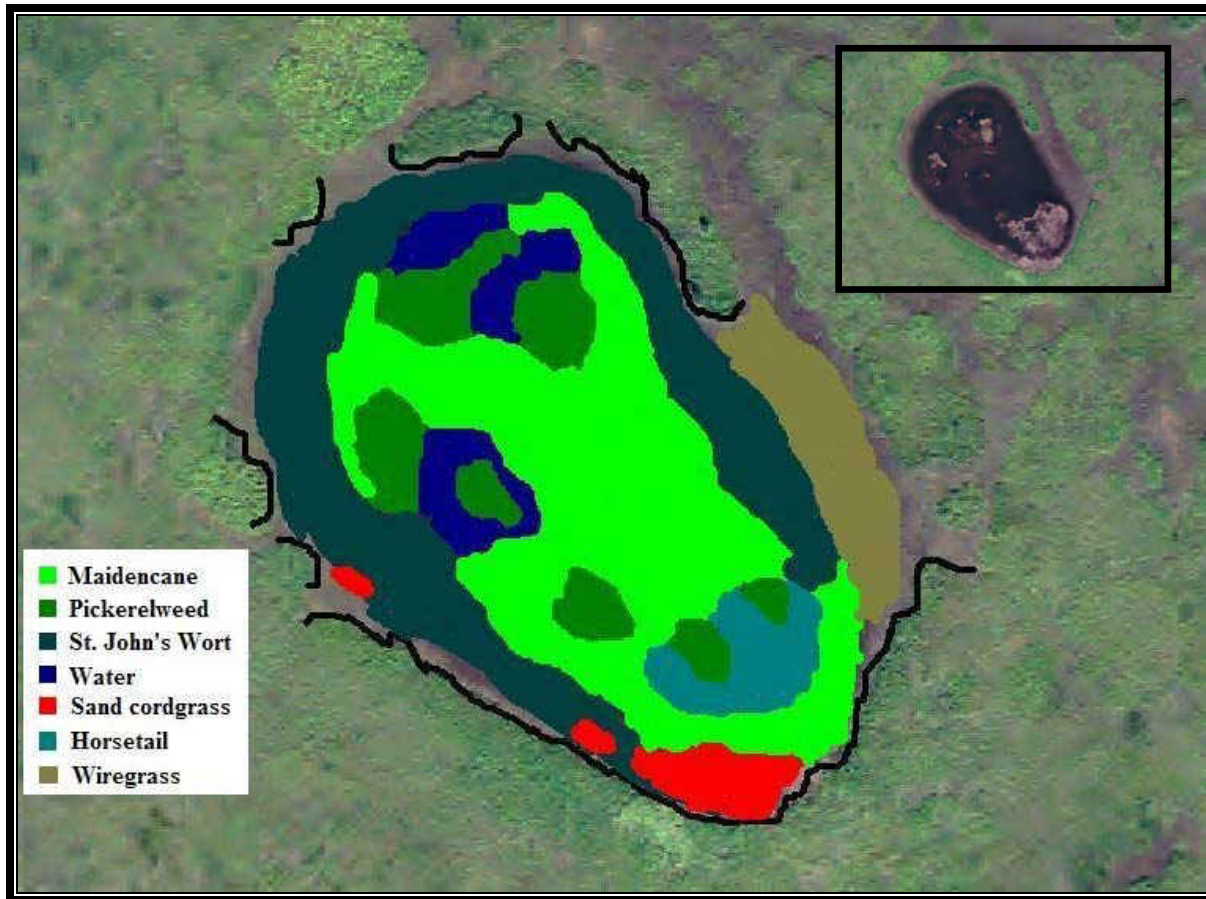 Maidencane
Pickerelweed
St. John's Wort
Water
Sand cordgrass
Horsetail
Wiregrass